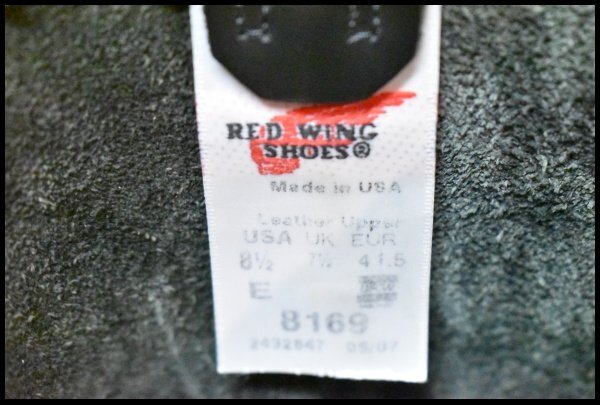 RED WING
SHOES®
Made in USA
Leather Upper
USA UK EUR
8½ 7½ 41.5
E
8169
2432847 05/07